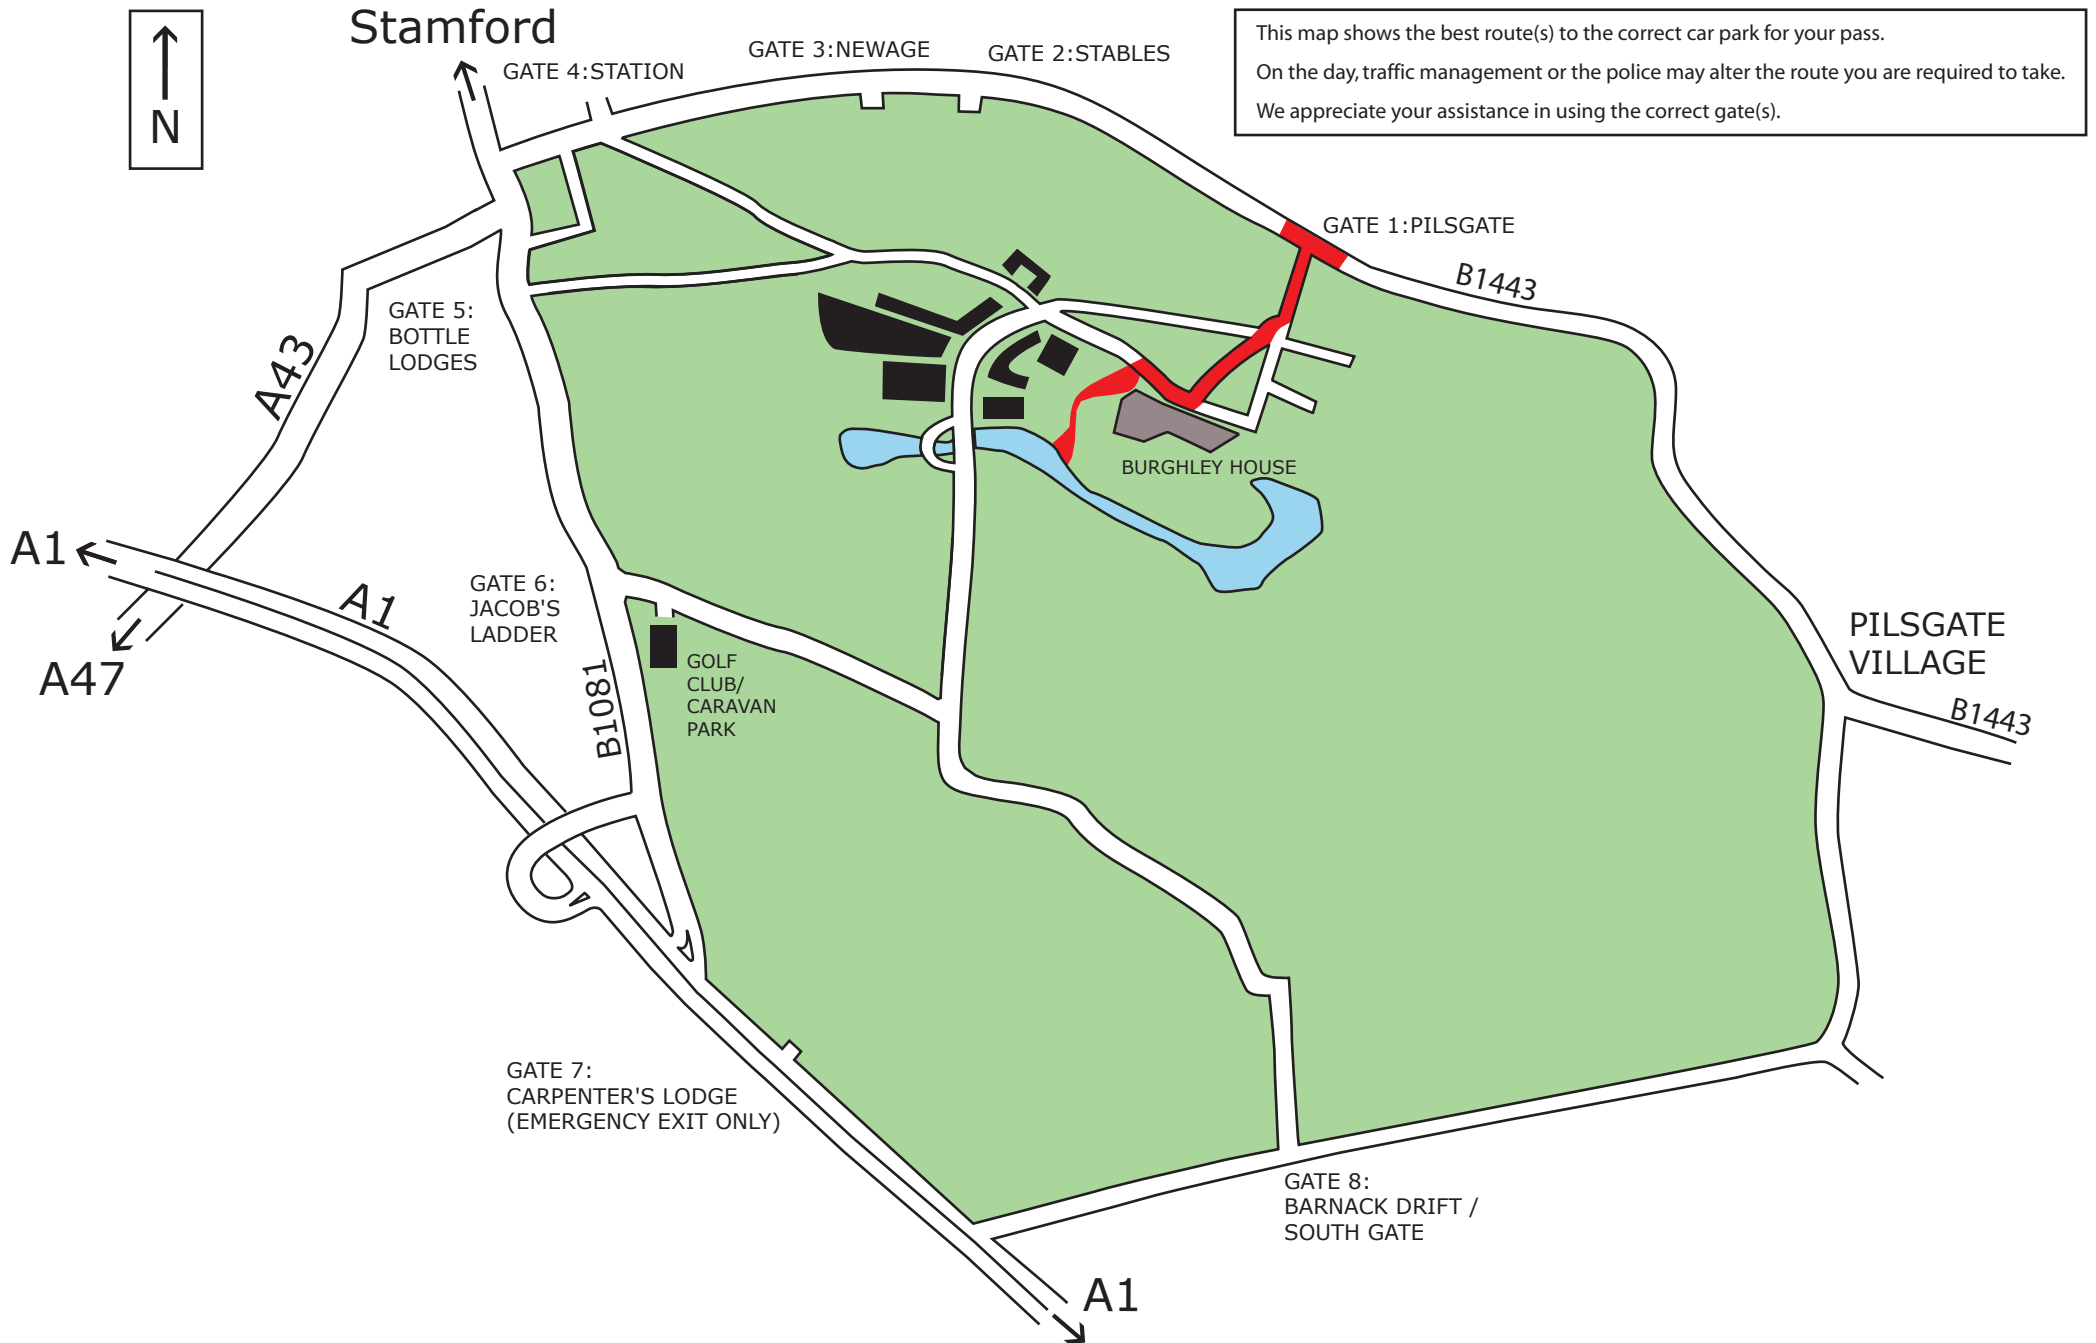 Stamford
N
GATE 4:STATION
GATE 3:NEWAGE
GATE 2:STABLES
This map shows the best route(s) to the correct car park for your pass.
On the day, traffic management or the police may alter the route you are required to take.
We appreciate your assistance in using the correct gate(s).
GATE 1:PILSGATE
B1443
GATE 5:
BOTTLE
LODGES
A43
BURGHLEY HOUSE
A1
A1
A47
GATE 6:
JACOB'S
LADDER
B1081
GOLF
CLUB/
CARAVAN
PARK
PILSGATE
VILLAGE
B1443
GATE 7:
CARPENTER'S LODGE
(EMERGENCY EXIT ONLY)
GATE 8:
BARNACK DRIFT /
SOUTH GATE
A1